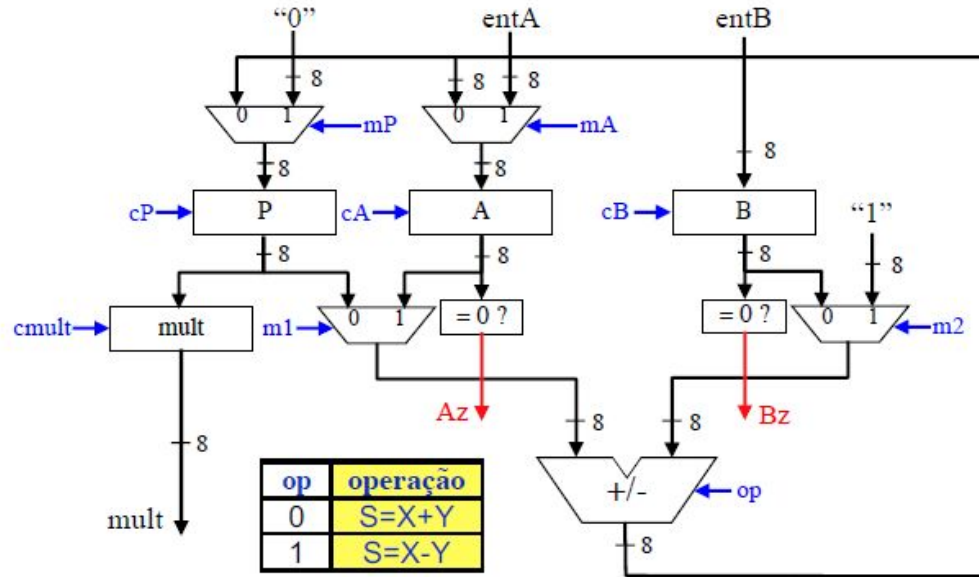 “0” entA entB
8 8 8
0 1 mP 0 1 mA
8 8 8
cP P cA A cB B “1”
8 8 8 8
cmult mult m1 0 1 = 0 ? = 0 ? 0 1 m2
Az Bz
8 8 8
+/- op
mult
8
op operação
0 S=X+Y
1 S=X-Y